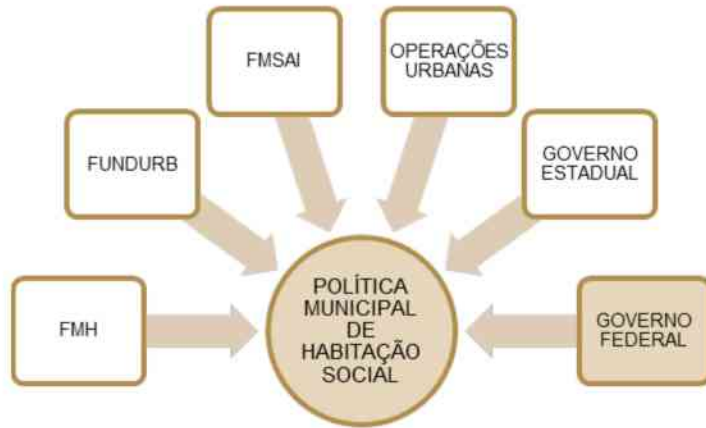 FMSAI
OPERAÇÕES
URBANAS
FUNDURB
GOVERNO
ESTADUAL
FMH
POLÍTICA
MUNICIPAL
DE
HABITAÇÃO
SOCIAL
GOVERNO
FEDERAL